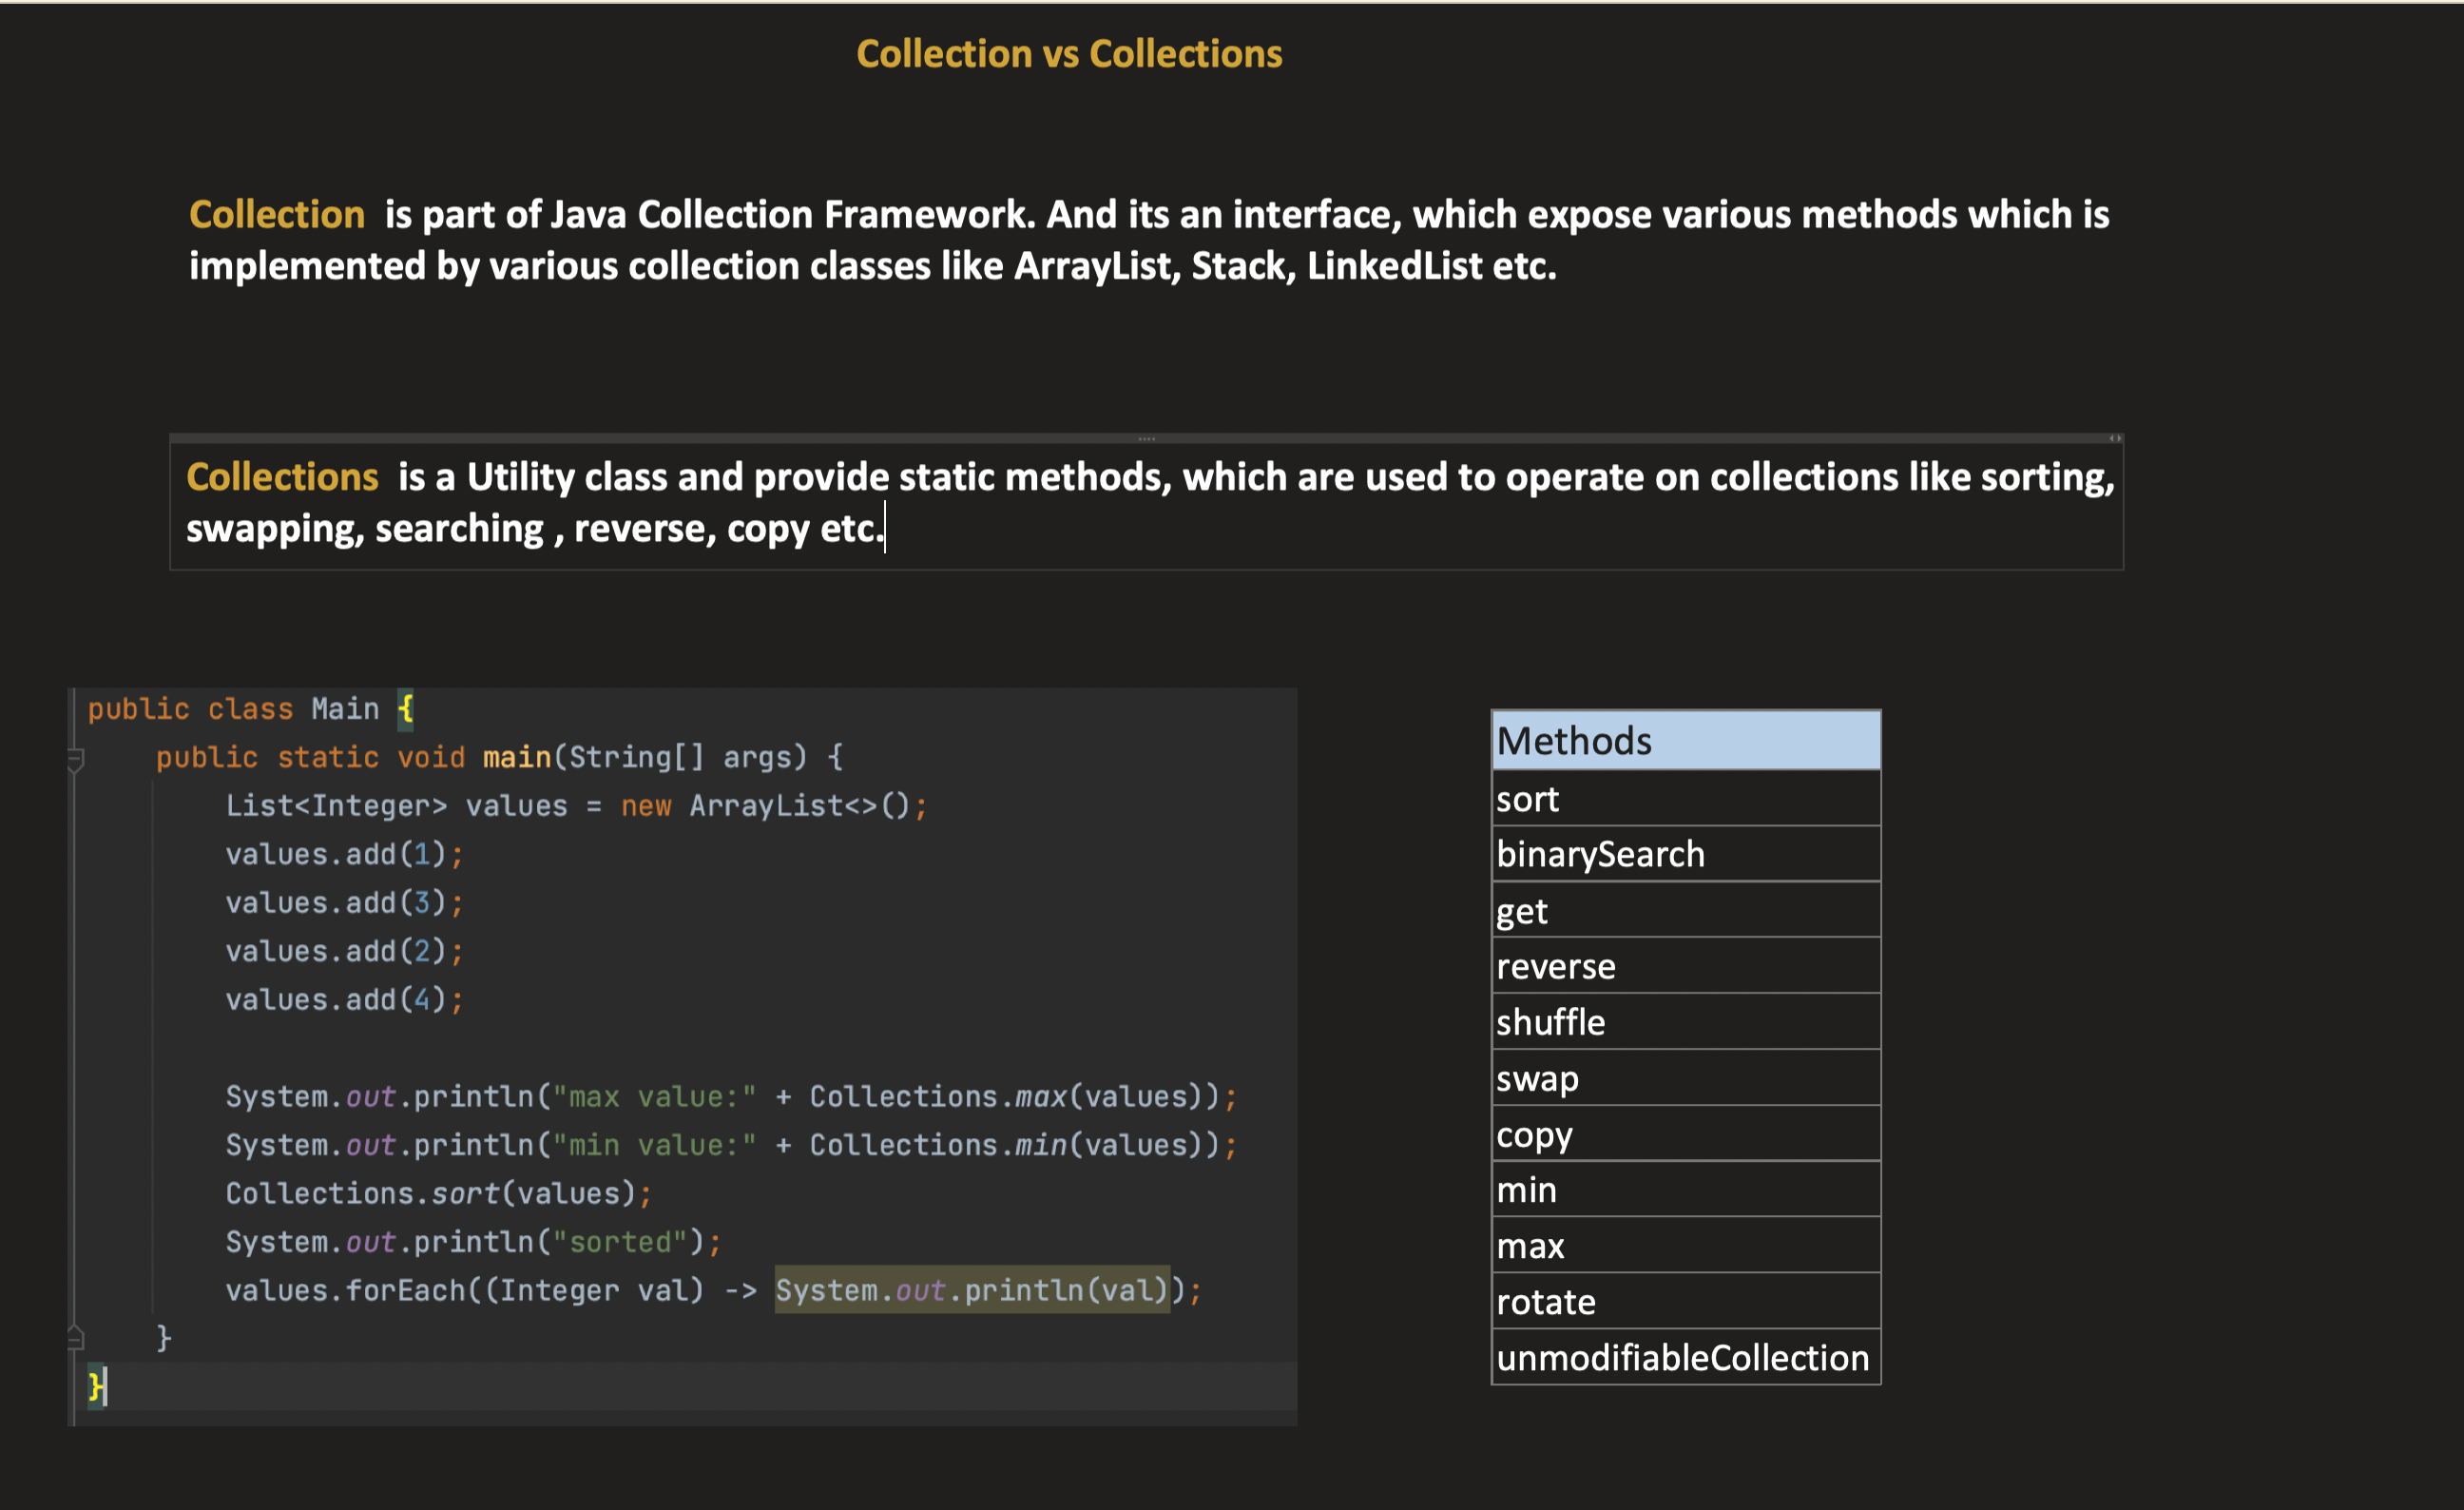 Collection vs Collections
Collection is part of Java Collection Framework. And its an interface, which expose various methods which is
implemented by various collection classes like ArrayList, Stack, LinkedList etc.
Collections is a Utility class and provide static methods, which are used to operate on collections like sorting,
swapping, searching , reverse, copy etc.
public class Main {
    public static void main(String[] args) {
        List<Integer> values = new ArrayList<>();
        values.add(1);
        values.add(3);
        values.add(2);
        values.add(4);
        System.out.println("max value:" + Collections.max(values));
        System.out.println("min value:" + Collections.min(values));
        Collections.sort(values);
        System.out.println("sorted");
        values.forEach((Integer val) -> System.out.println(val));
    }
}
Methods
sort
binarySearch
get
reverse
shuffle
swap
copy
min
max
rotate
unmodifiableCollection